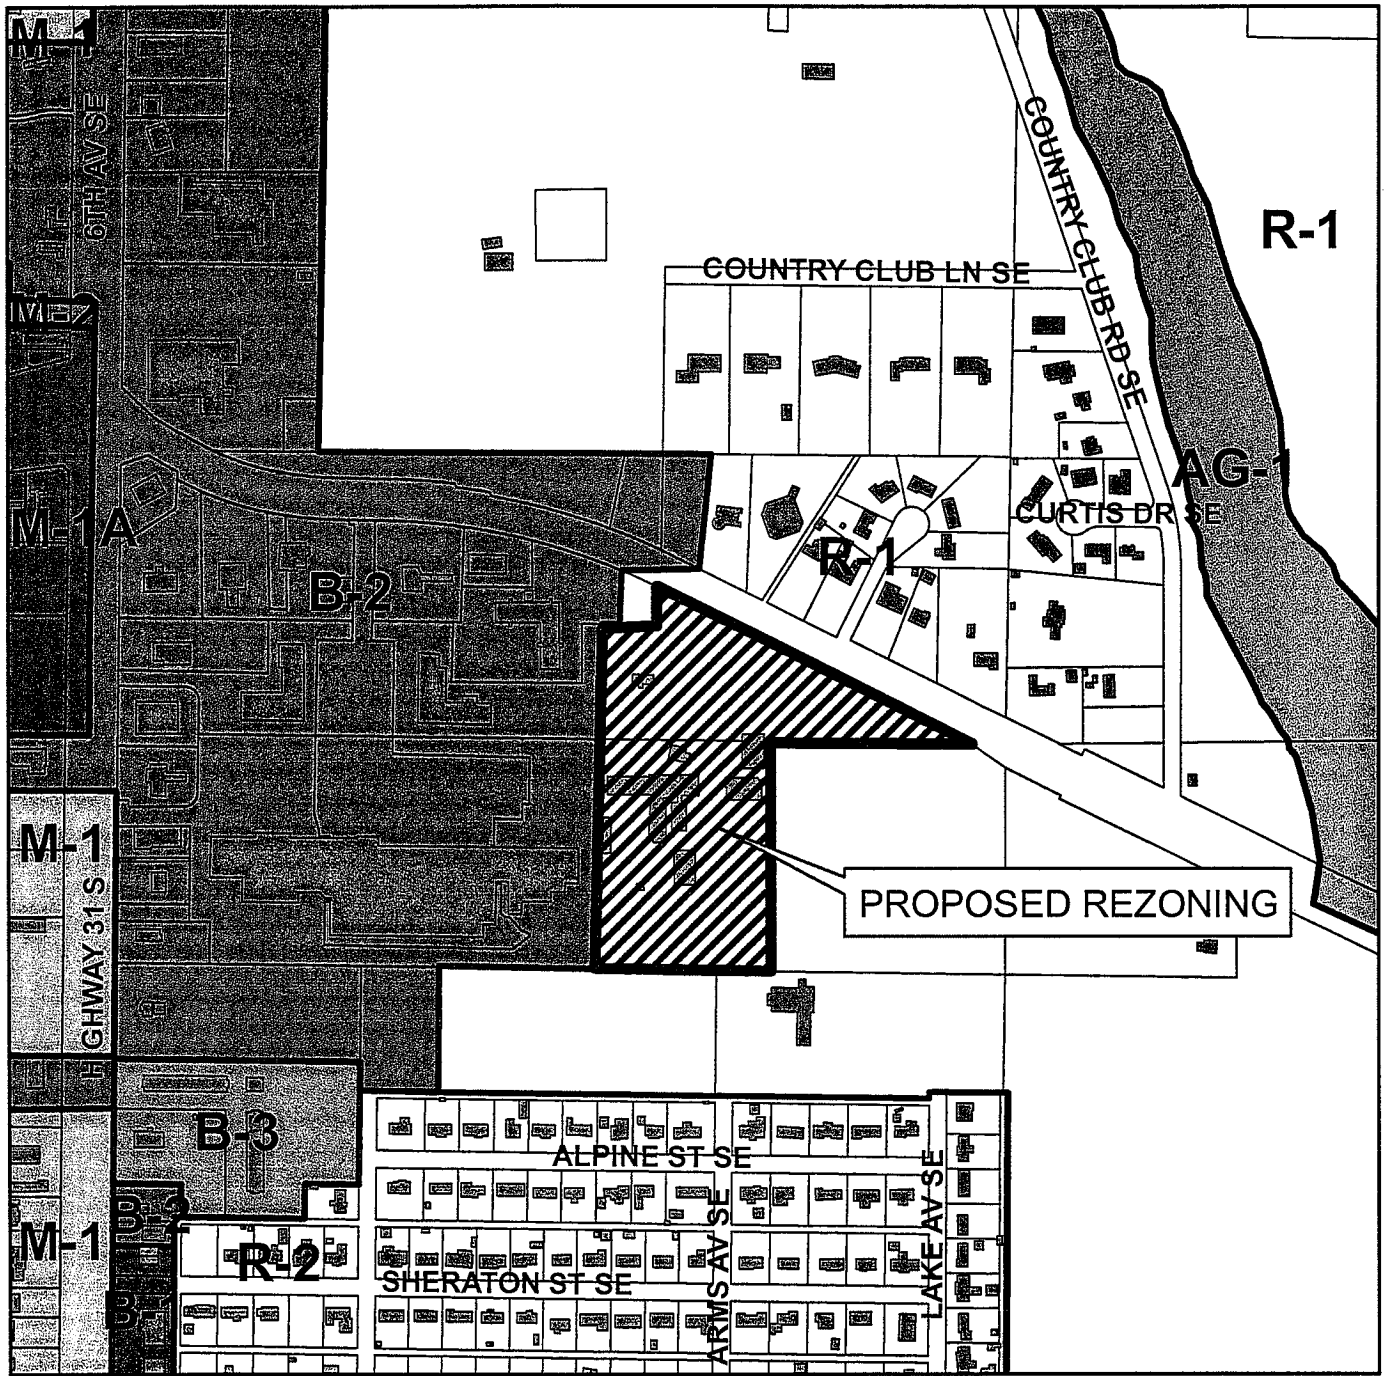 M-1
6TH AV SE
COUNTRY CLUB RD SE
R-1
COUNTRY CLUB LN SE
M-2
AG-1
M-1A
CURTIS DR SE
R-1
B-2
M-1
PROPOSED REZONING
GHWAY 31 S
B-3
ALPINE ST SE
LAKE AV SE
B-2
M-1
R-2
ARMS AV SE
SHERATON ST SE
B-1